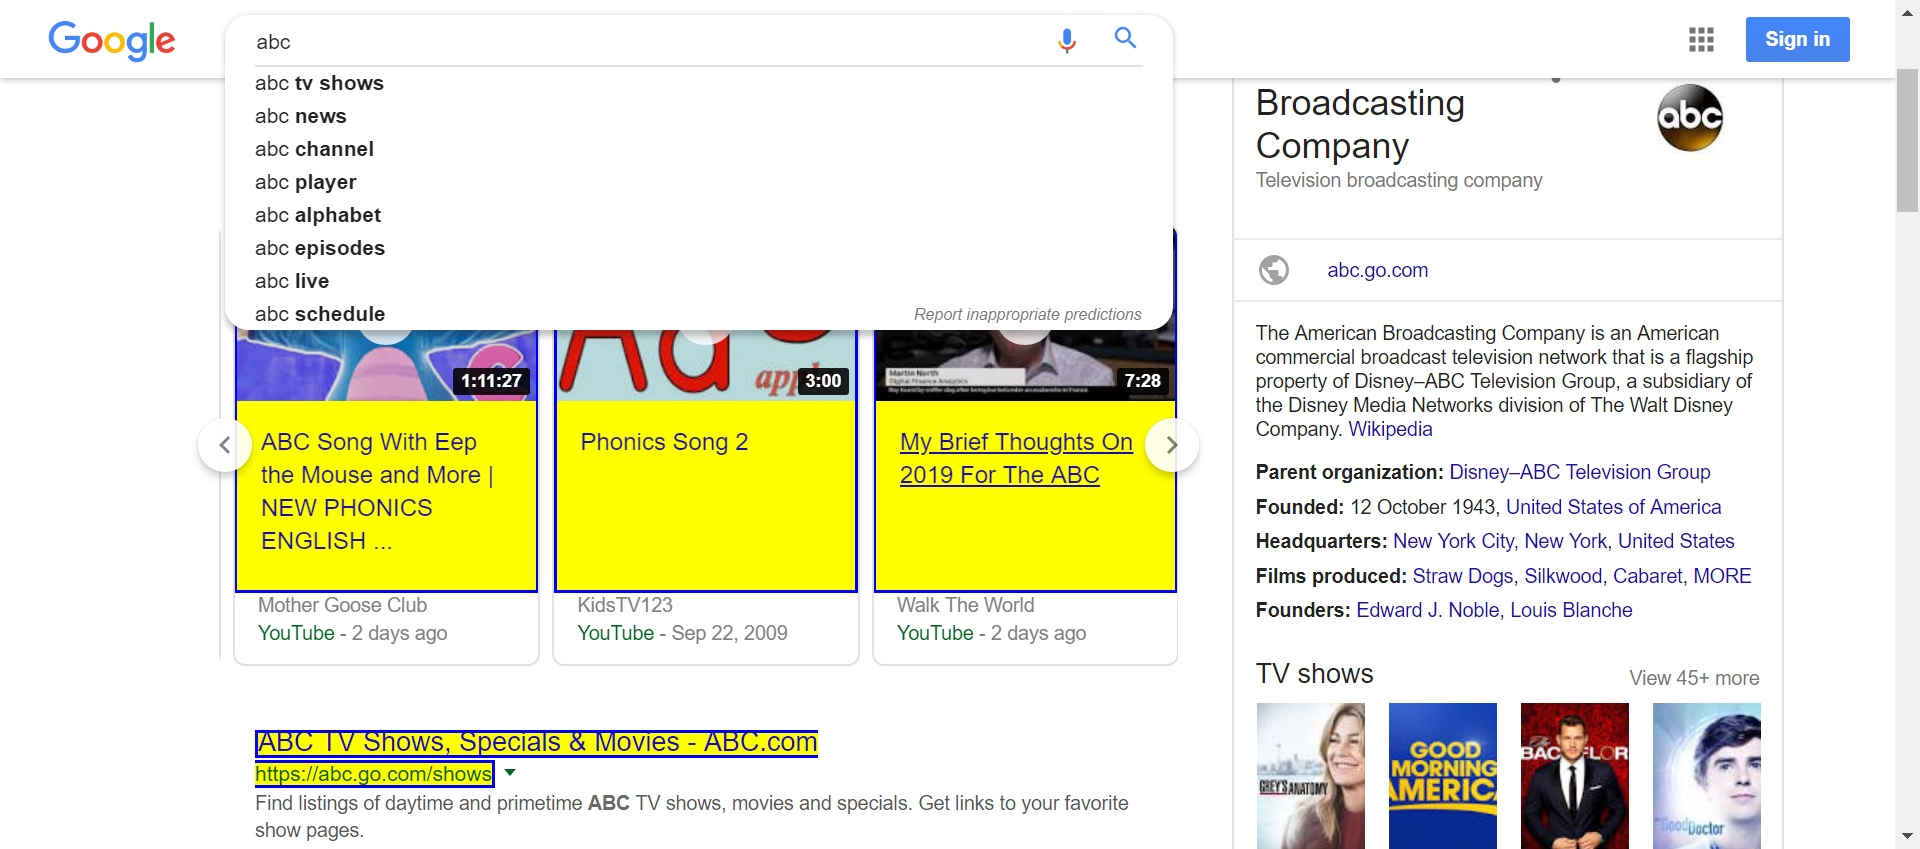 Google
abc
Sign in
abc tv shows
abc news
abc channel
abc player
abc alphabet
abc episodes
abc live
abc schedule
Report inappropriate predictions
1:11:27
apple
3:00
Martin North
Digital Finance Analytics
7:28
ABC Song With Eep
the Mouse and More |
NEW PHONICS
ENGLISH ...
Mother Goose Club
YouTube - 2 days ago
Phonics Song 2
KidsTV123
YouTube - Sep 22, 2009
My Brief Thoughts On
2019 For The ABC
Walk The World
YouTube - 2 days ago
ABC TV Shows, Specials & Movies - ABC.com
https://abc.go.com/shows
Find listings of daytime and primetime ABC TV shows, movies and specials. Get links to your favorite
show pages.
Broadcasting
Company
abc
Television broadcasting company
abc.go.com
The American Broadcasting Company is an American
commercial broadcast television network that is a flagship
property of Disney–ABC Television Group, a subsidiary of
the Disney Media Networks division of The Walt Disney
Company. Wikipedia
Parent organization: Disney–ABC Television Group
Founded: 12 October 1943, United States of America
Headquarters: New York City, New York, United States
Films produced: Straw Dogs, Silkwood, Cabaret, MORE
Founders: Edward J. Noble, Louis Blanche
TV shows
View 45+ more
GREY'S ANATOMY
GOOD
MORNING
AMERICA
The
BACHELOR
The Good Doctor